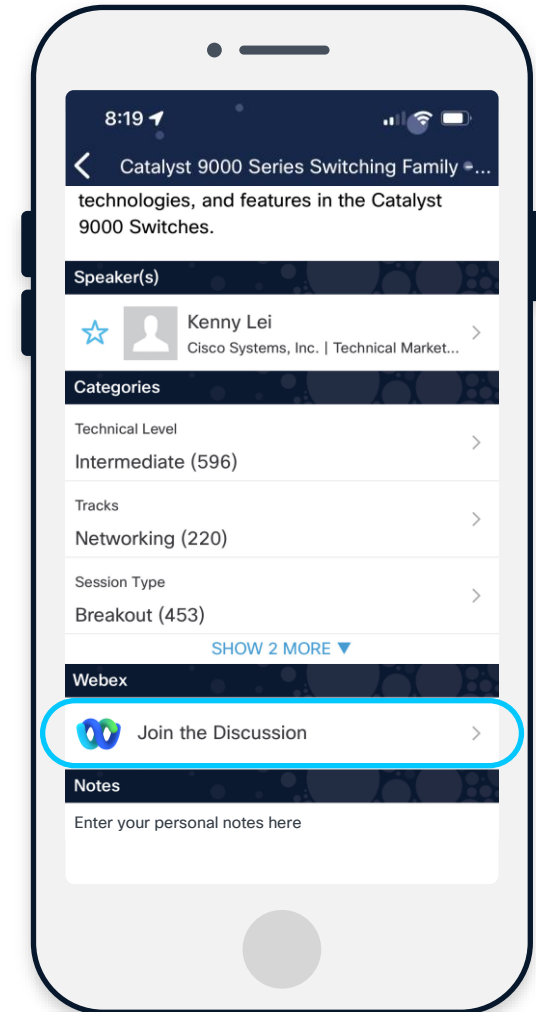 8:19
Catalyst 9000 Series Switching Family -...
technologies, and features in the Catalyst
9000 Switches.
Speaker(s)
Kenny Lei
Cisco Systems, Inc. | Technical Market...
Categories
Technical Level
Intermediate (596)
Tracks
Networking (220)
Session Type
Breakout (453)
SHOW 2 MORE ▼
Webex
Join the Discussion
Notes
Enter your personal notes here